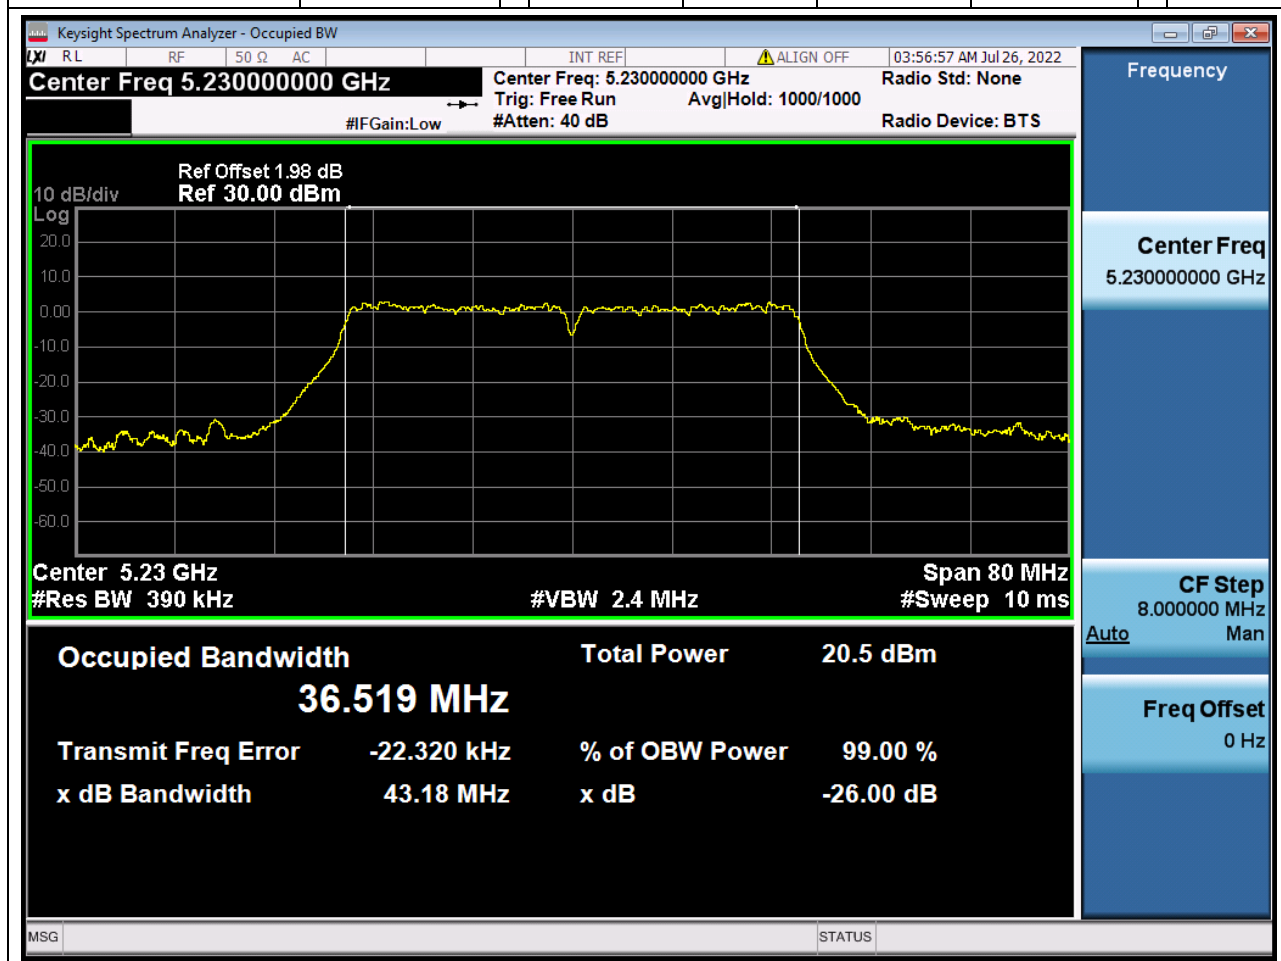 Keysight Spectrum Analyzer - Occupied BW
LXI RL RF 50 Ω AC INT REF ALIGN OFF 03:56:57 AM Jul 26, 2022
Center Freq 5.230000000 GHz
Center Freq: 5.230000000 GHz Radio Std: None
Trig: Free Run Avg|Hold: 1000/1000
#IFGain:Low #Atten: 40 dB Radio Device: BTS
Frequency
Ref Offset 1.98 dB
10 dB/div Ref 30.00 dBm
Log
20.0
10.0
0.00
-10.0
-20.0
-30.0
-40.0
-50.0
-60.0
Center 5.23 GHz Span 80 MHz
#Res BW 390 kHz #VBW 2.4 MHz #Sweep 10 ms
Center Freq
5.230000000 GHz
CF Step
8.000000 MHz
Auto Man
Freq Offset
0 Hz
Occupied Bandwidth Total Power 20.5 dBm
36.519 MHz
Transmit Freq Error -22.320 kHz % of OBW Power 99.00 %
x dB Bandwidth 43.18 MHz x dB -26.00 dB
MSG STATUS